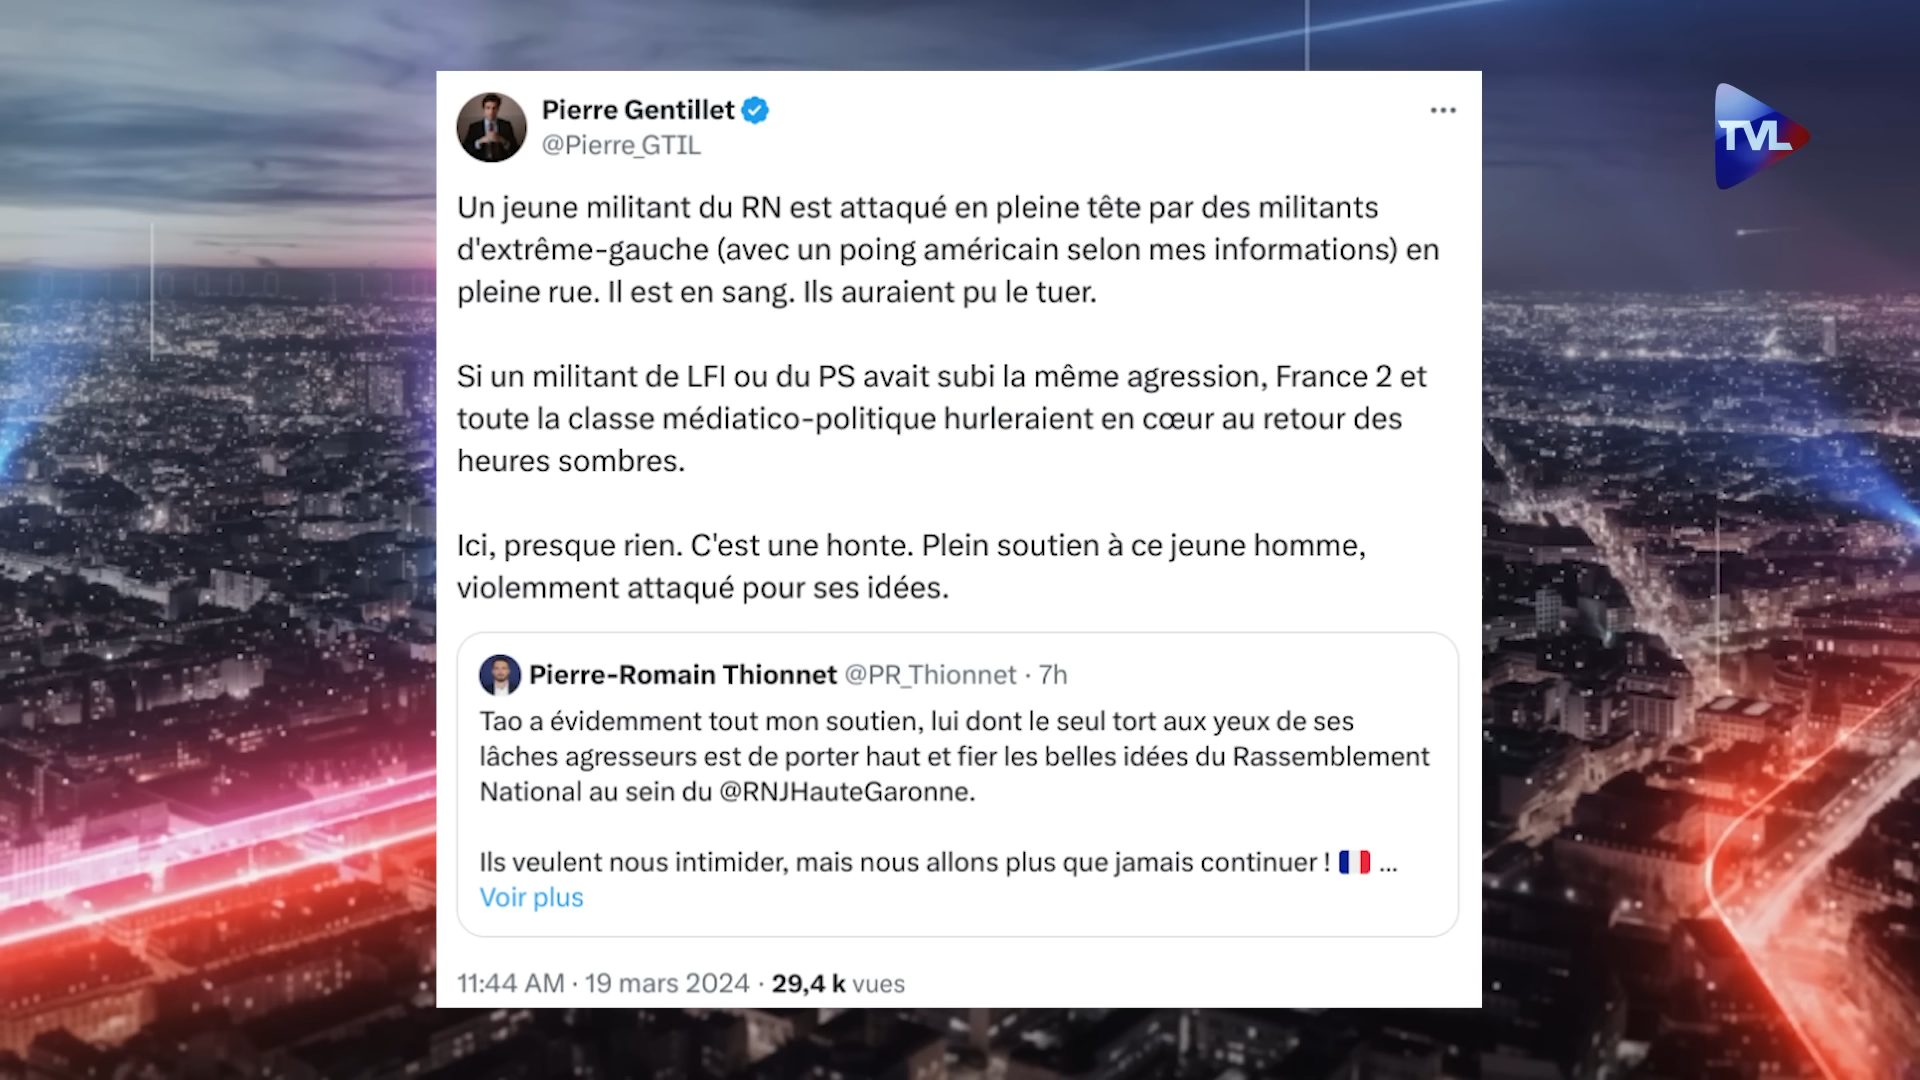 Pierre Gentillet
@Pierre_GTIL
TVL
Un jeune militant du RN est attaqué en pleine tête par des militants
d'extrême-gauche (avec un poing américain selon mes informations) en
pleine rue. Il est en sang. Ils auraient pu le tuer.
Si un militant de LFI ou du PS avait subi la même agression, France 2 et
toute la classe médiatico-politique hurleraient en cœur au retour des
heures sombres.
Ici, presque rien. C'est une honte. Plein soutien à ce jeune homme,
violemment attaqué pour ses idées.
Pierre-Romain Thionnet @PR_Thionnet · 7h
Tao a évidemment tout mon soutien, lui dont le seul tort aux yeux de ses
lâches agresseurs est de porter haut et fier les belles idées du Rassemblement
National au sein du @RNJHauteGaronne.
Ils veulent nous intimider, mais nous allons plus que jamais continuer ! 🇫🇷 ...
Voir plus
11:44 AM · 19 mars 2024 · 29,4 k vues